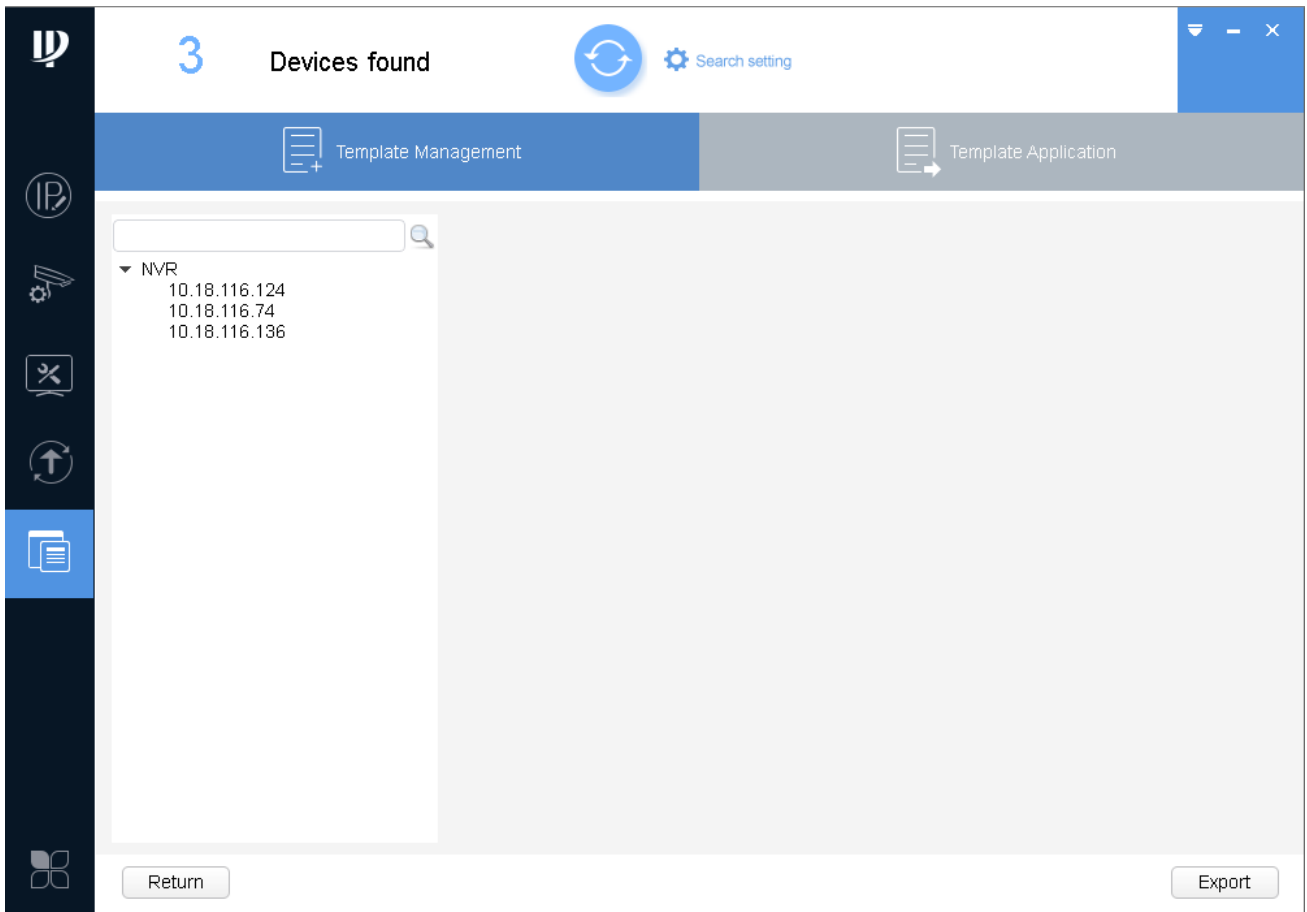 3 Devices found
Search setting
Template Management
Template Application
IP
NVR
10.18.116.124
10.18.116.74
10.18.116.136
Return
Export